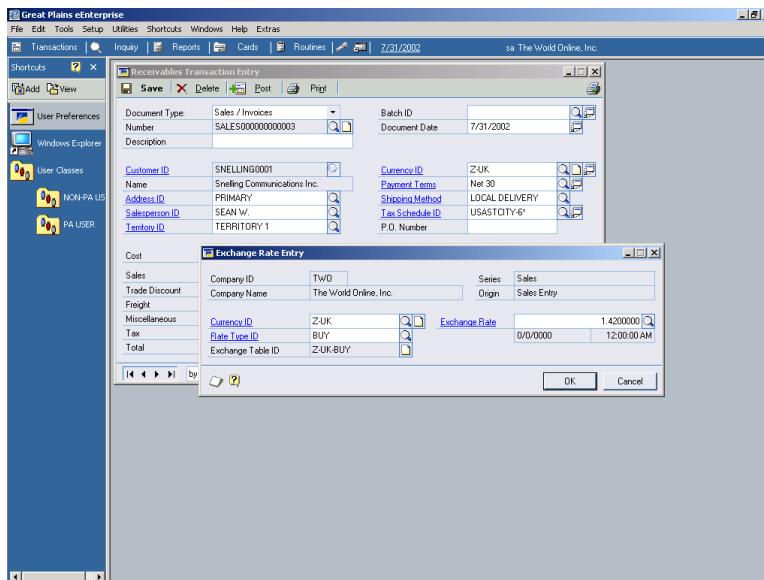 Great Plains eEnterprise
File Edit Tools Setup Utilities Shortcuts Windows Help Extras
Transactions Inquiry Reports Cards Routines 7/31/2002 sa The World Online, Inc.
Shortcuts
Add View
User Preferences
Windows Explorer
User Classes
NON-PA US
PA USER
Receivables Transaction Entry
Save Delete Post Print
Document Type: Sales / Invoices Batch ID
Number SALES000000000003 Document Date 7/31/2002
Description
Customer ID SNELLING0001 Currency ID Z-UK
Name Snelling Communications Inc. Payment Terms Net 30
Address ID PRIMARY Shipping Method LOCAL DELIVERY
Salesperson ID SEAN W. Tax Schedule ID USASTCITY-6*
Territory ID TERRITORY 1 P.O. Number
Cost
Sales
Trade Discount
Freight
Miscellaneous
Tax
Total
by
Exchange Rate Entry
Company ID TWO Series Sales
Company Name The World Online, Inc. Origin Sales Entry
Currency ID Z-UK Exchange Rate 1.4200000
Rate Type ID BUY 0/0/0000 12:00:00 AM
Exchange Table ID Z-UK-BUY
OK Cancel